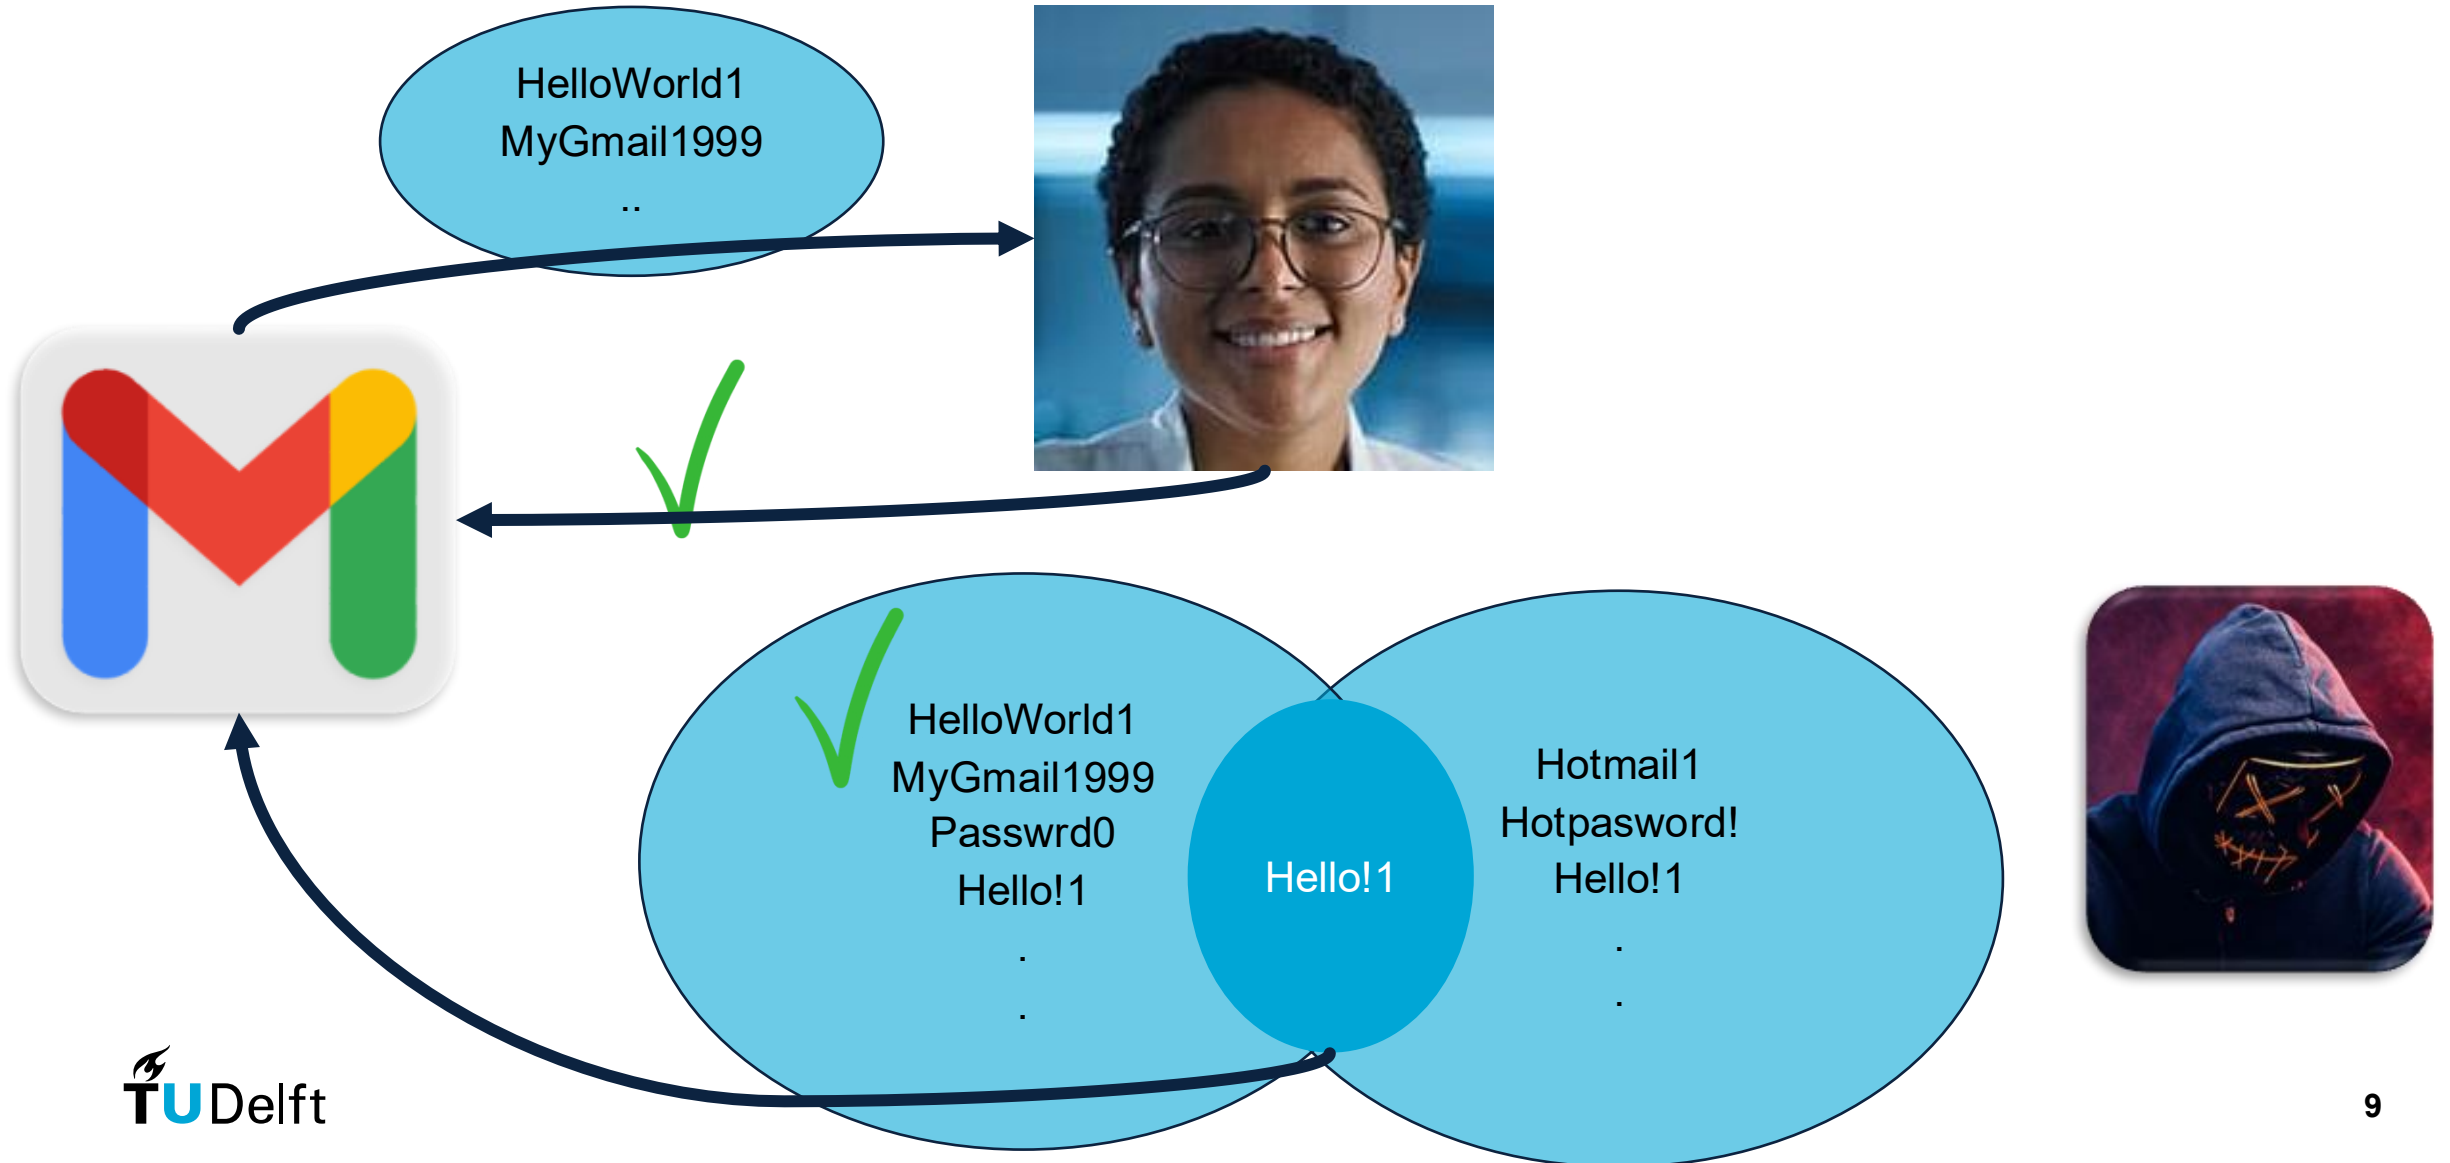 HelloWorld1
MyGmail1999
..
HelloWorld1
MyGmail1999
Passwrd0
Hello!1
.
.
Hello!1
Hotmail1
Hotpasword!
Hello!1
.
.
TUDelft
9